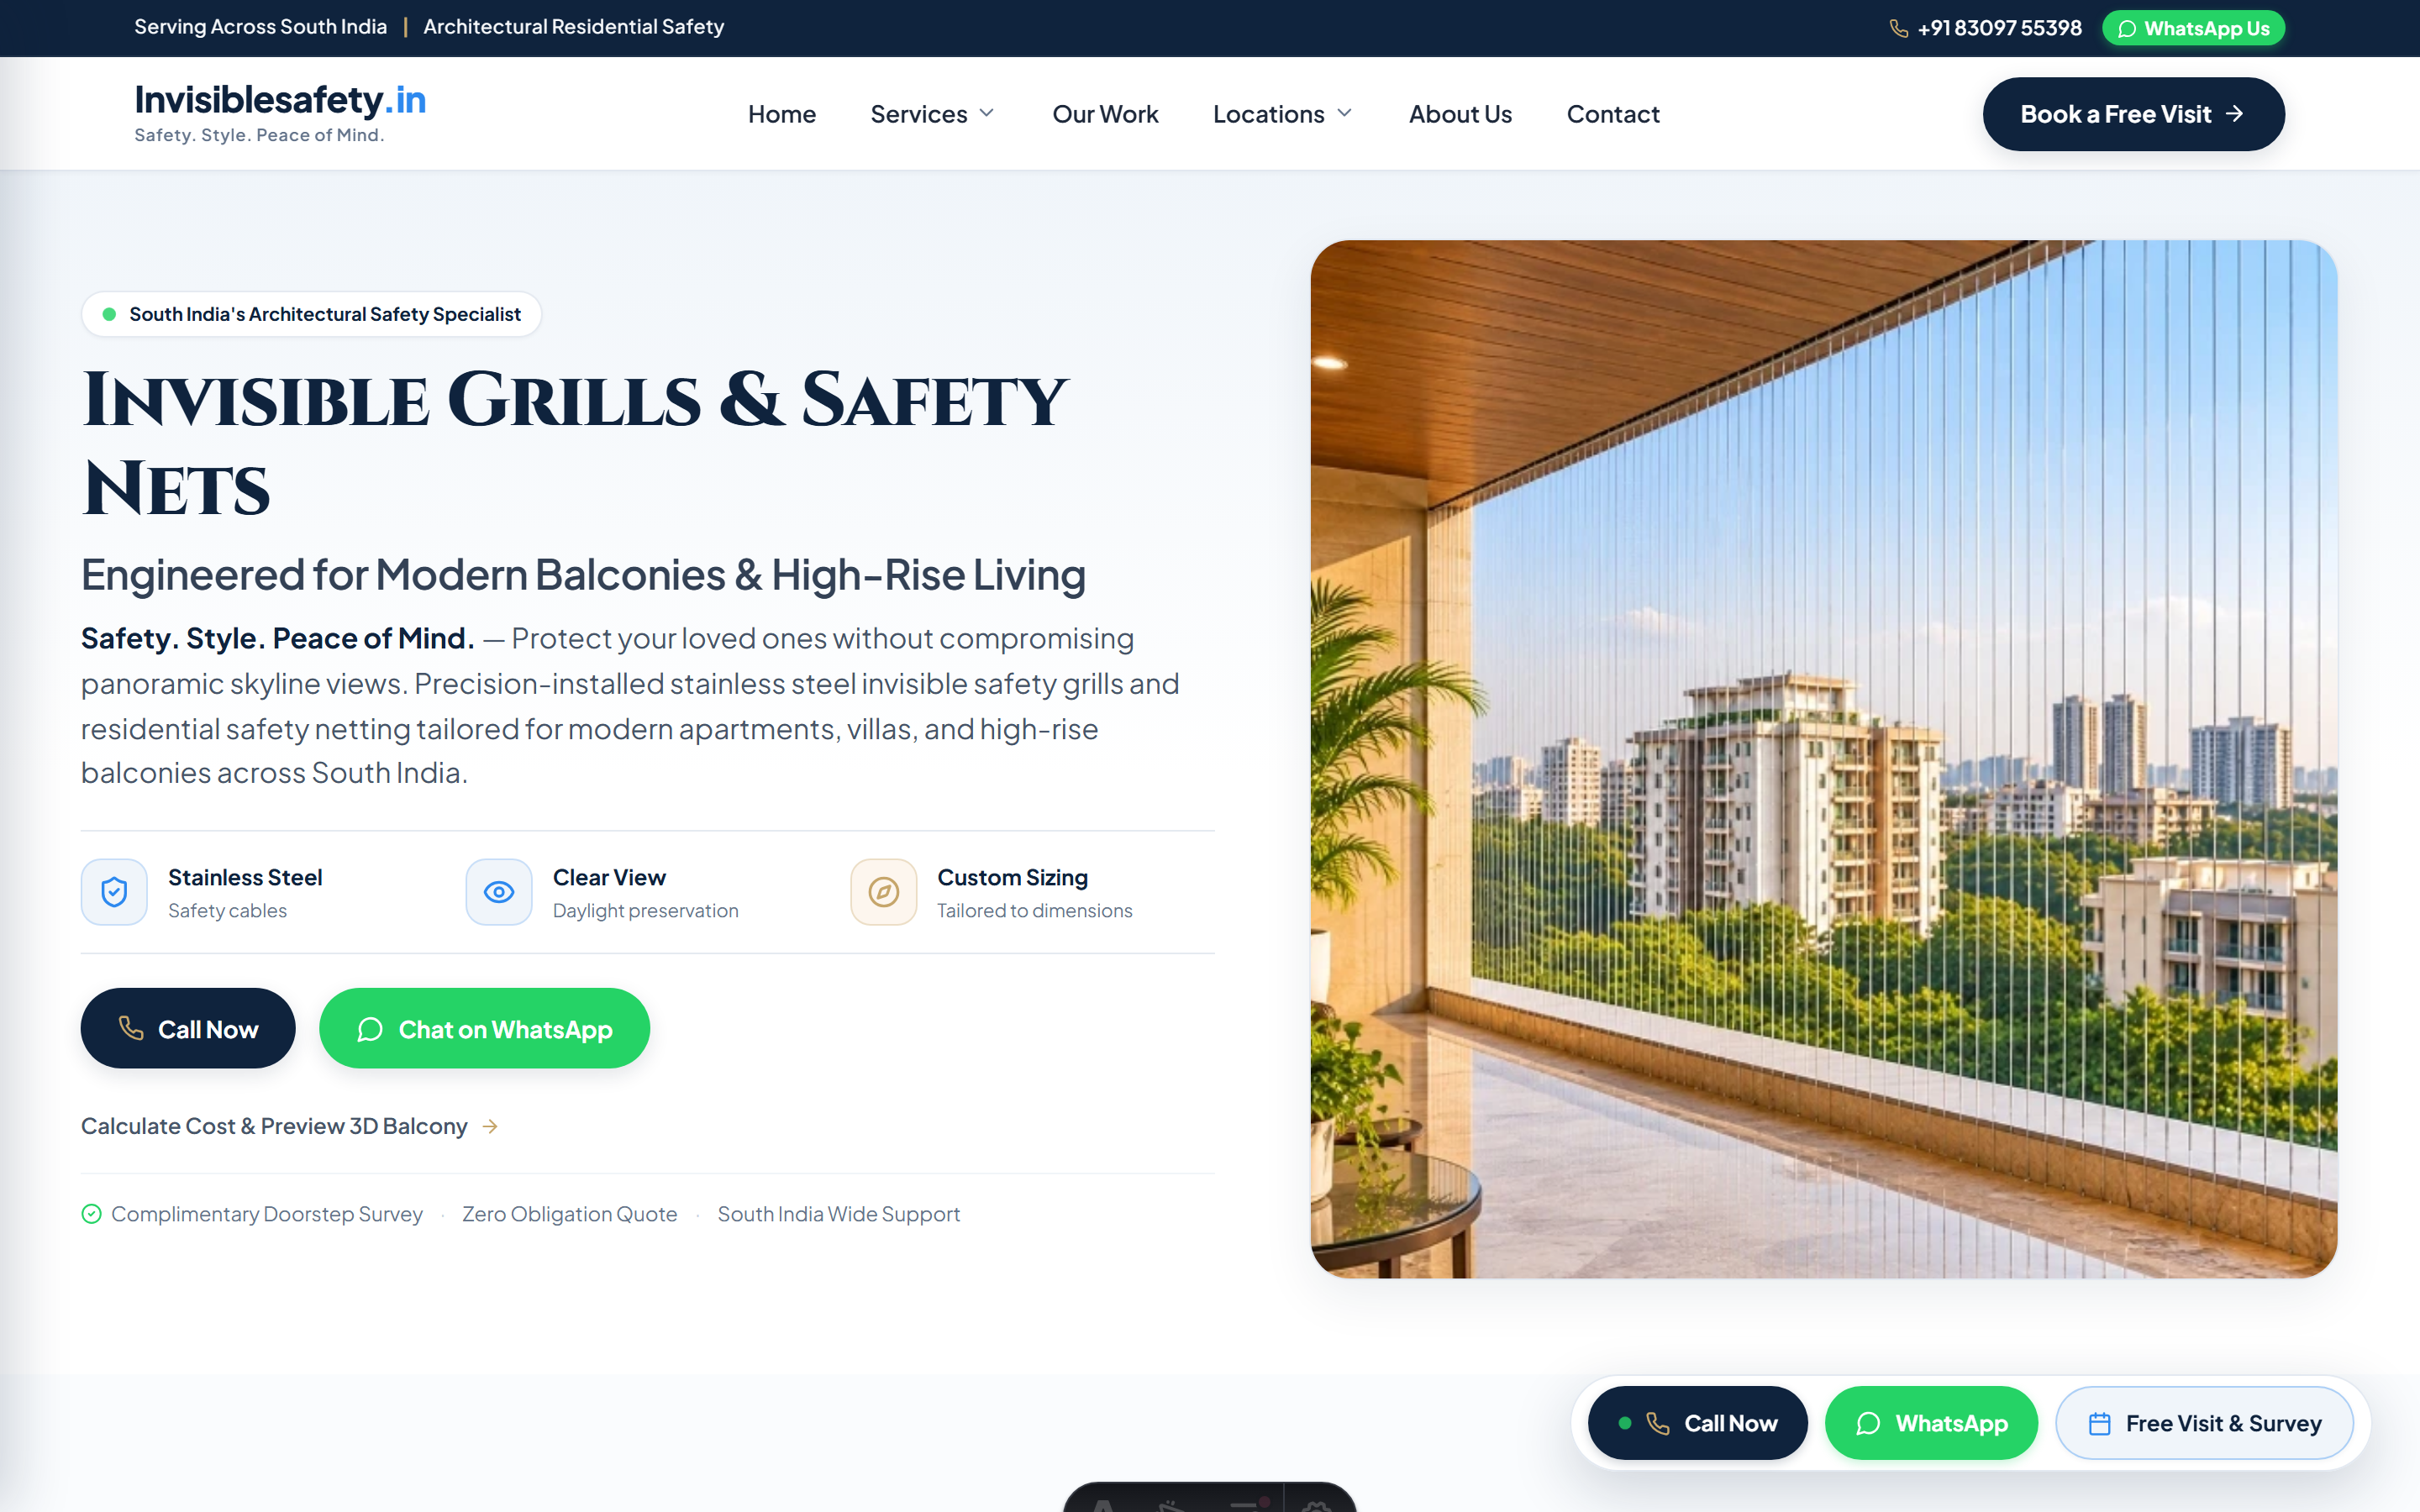 Serving Across South India | Architectural Residential Safety
+91 83097 55398
WhatsApp Us
Invisiblesafety.in
Safety. Style. Peace of Mind.
Home
Services
Our Work
Locations
About Us
Contact
Book a Free Visit →
South India's Architectural Safety Specialist
Invisible Grills & Safety
Nets
Engineered for Modern Balconies & High-Rise Living
Safety. Style. Peace of Mind. — Protect your loved ones without compromising
panoramic skyline views. Precision-installed stainless steel invisible safety grills and
residential safety netting tailored for modern apartments, villas, and high-rise
balconies across South India.
Stainless Steel
Safety cables
Clear View
Daylight preservation
Custom Sizing
Tailored to dimensions
Call Now
Chat on WhatsApp
Calculate Cost & Preview 3D Balcony →
Complimentary Doorstep Survey · Zero Obligation Quote · South India Wide Support
Call Now
WhatsApp
Free Visit & Survey